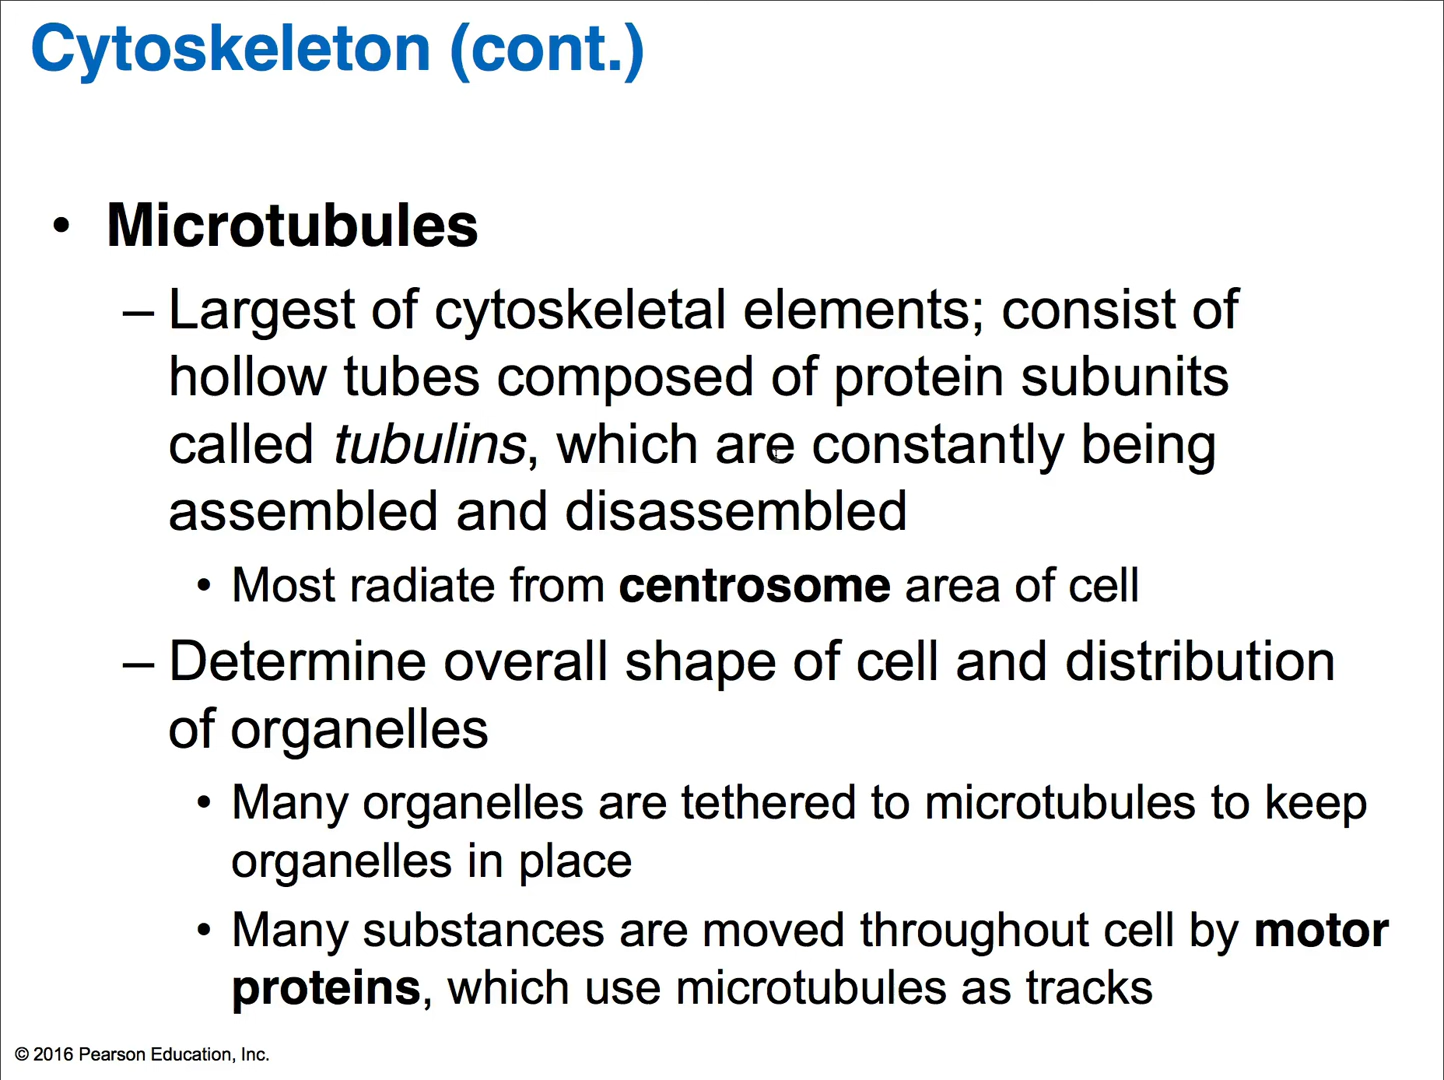 Cytoskeleton (cont.)
• Microtubules
– Largest of cytoskeletal elements; consist of
hollow tubes composed of protein subunits
called tubulins, which are constantly being
assembled and disassembled
• Most radiate from centrosome area of cell
– Determine overall shape of cell and distribution
of organelles
• Many organelles are tethered to microtubules to keep
organelles in place
• Many substances are moved throughout cell by motor
proteins, which use microtubules as tracks
© 2016 Pearson Education, Inc.